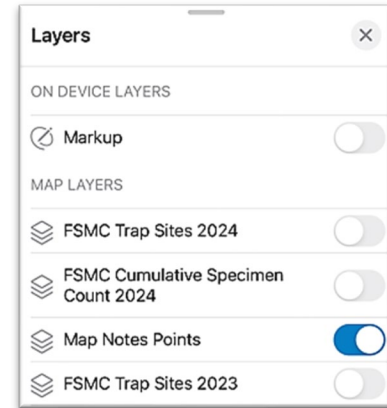 Layers
ON DEVICE LAYERS
Markup
MAP LAYERS
FSMC Trap Sites 2024
FSMC Cumulative Specimen
Count 2024
Map Notes Points
FSMC Trap Sites 2023